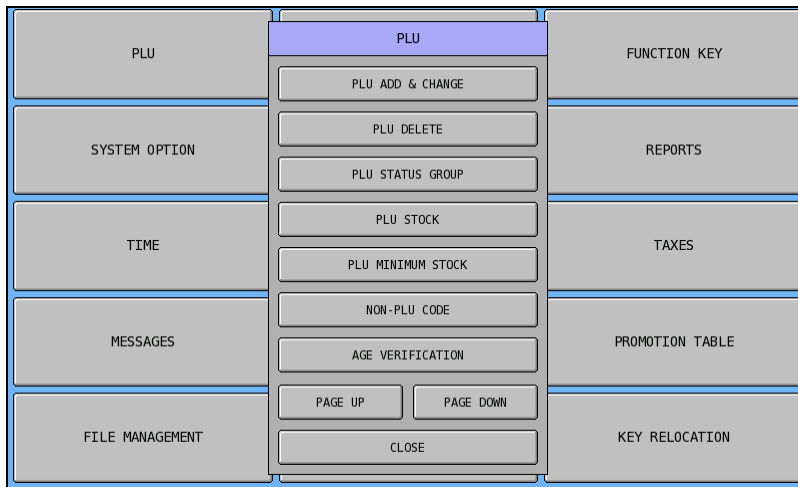 PLU
PLU
FUNCTION KEY
PLU ADD & CHANGE
PLU DELETE
SYSTEM OPTION
REPORTS
PLU STATUS GROUP
PLU STOCK
TIME
TAXES
PLU MINIMUM STOCK
NON-PLU CODE
MESSAGES
PROMOTION TABLE
AGE VERIFICATION
PAGE UP
PAGE DOWN
FILE MANAGEMENT
KEY RELOCATION
CLOSE